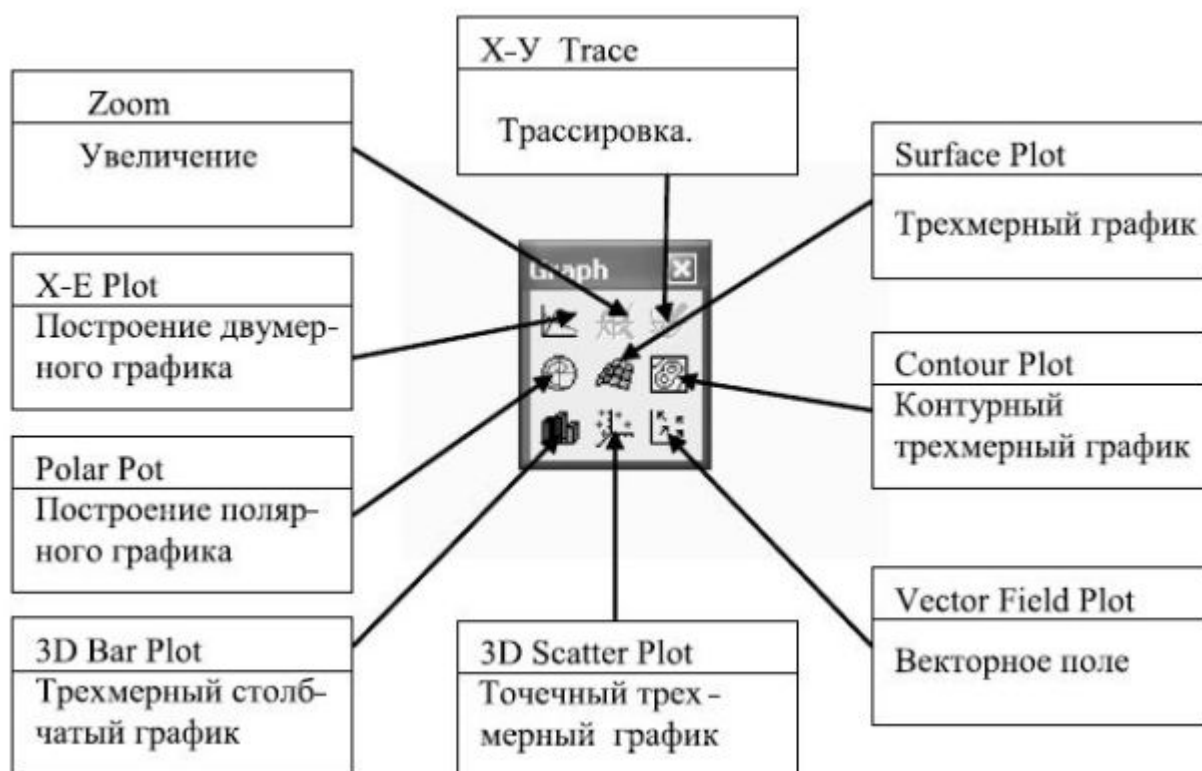 X-У Trace
Трассировка.
Zoom
Увеличение
Surface Plot
Трехмерный график
Graph
X-E Plot
Построение двумер-
ного графика
Contour Plot
Контурный
трехмерный график
Polar Pot
Построение поляр-
ного графика
Vector Field Plot
Векторное поле
3D Bar Plot
Трехмерный столб-
чатый график
3D Scatter Plot
Точечный трех-
мерный график